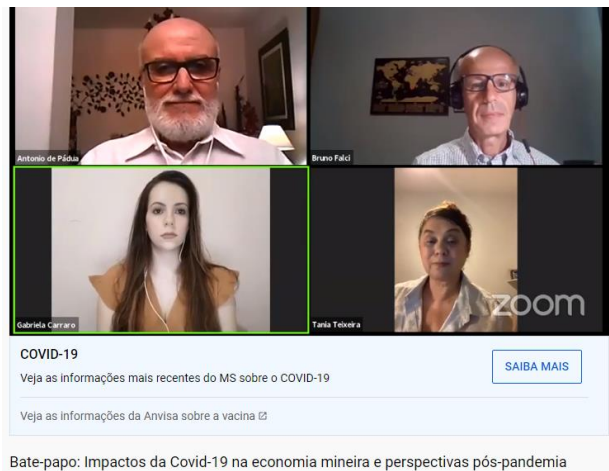 Antonio de Pádua
Bruno Falci
Gabriela Carraro
Tania Teixeira
zoom
COVID-19
Veja as informações mais recentes do MS sobre o COVID-19
SAIBA MAIS
Veja as informações da Anvisa sobre a vacina
Bate-papo: Impactos da Covid-19 na economia mineira e perspectivas pós-pandemia